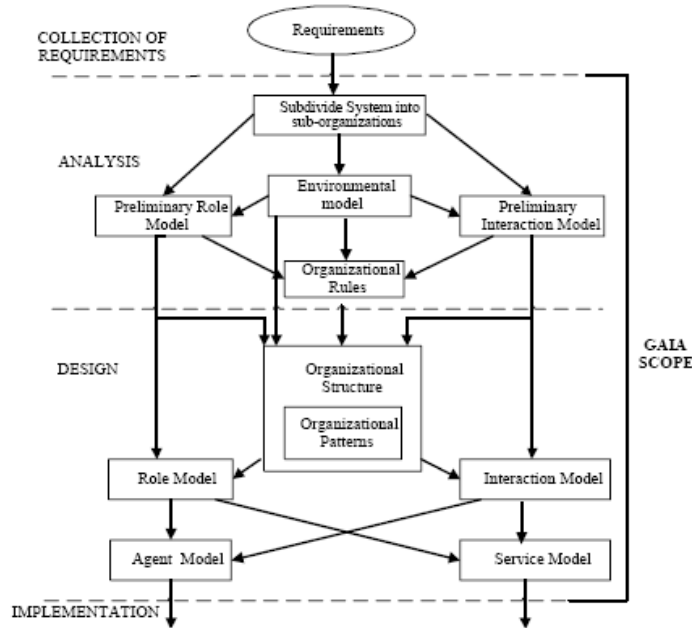 Requirements
COLLECTION OF
REQUIREMENTS
Subdivide System into
sub-organizations
ANALYSIS
Environmental
model
Preliminary Role
Model
Preliminary
Interaction Model
Organizational
Rules
GAIA
SCOPE
DESIGN
Organizational
Structure
Organizational
Patterns
Role Model
Interaction Model
Agent Model
Service Model
IMPLEMENTATION